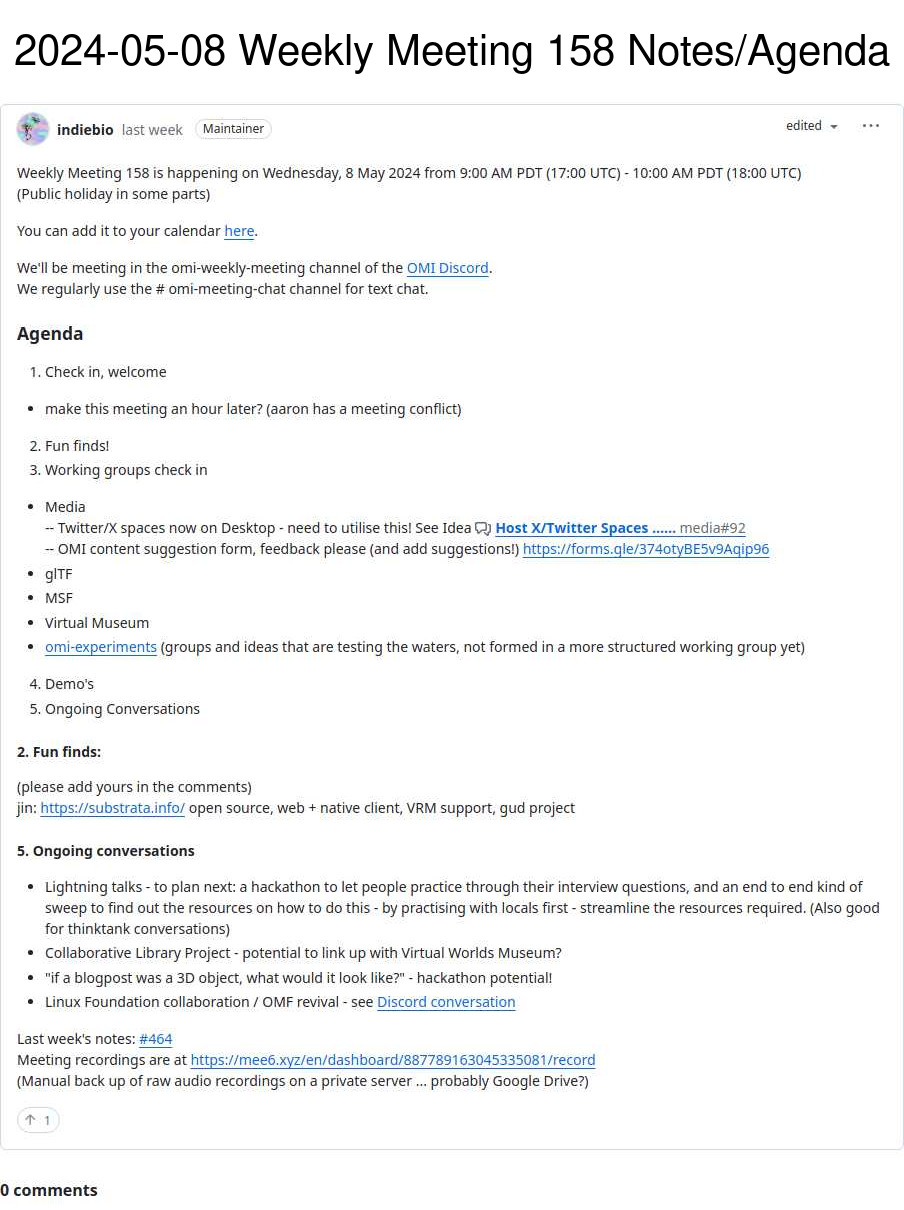 2024-05-08 Weekly Meeting 158 Notes/Agenda
indiebio last week Maintainer edited
Weekly Meeting 158 is happening on Wednesday, 8 May 2024 from 9:00 AM PDT (17:00 UTC) - 10:00 AM PDT (18:00 UTC)
(Public holiday in some parts)
You can add it to your calendar here.
We'll be meeting in the omi-weekly-meeting channel of the OMI Discord.
We regularly use the # omi-meeting-chat channel for text chat.
Agenda
1. Check in, welcome
• make this meeting an hour later? (aaron has a meeting conflict)
2. Fun finds!
3. Working groups check in
• Media
-- Twitter/X spaces now on Desktop - need to utilise this! See Idea Host X/Twitter Spaces ...... media#92
-- OMI content suggestion form, feedback please (and add suggestions!) https://forms.gle/374otyBE5v9Aqip96
• glTF
• MSF
• Virtual Museum
• omi-experiments (groups and ideas that are testing the waters, not formed in a more structured working group yet)
4. Demo's
5. Ongoing Conversations
2. Fun finds:
(please add yours in the comments)
jin: https://substrata.info/ open source, web + native client, VRM support, gud project
5. Ongoing conversations
• Lightning talks - to plan next: a hackathon to let people practice through their interview questions, and an end to end kind of
sweep to find out the resources on how to do this - by practising with locals first - streamline the resources required. (Also good
for thinktank conversations)
• Collaborative Library Project - potential to link up with Virtual Worlds Museum?
• "if a blogpost was a 3D object, what would it look like?" - hackathon potential!
• Linux Foundation collaboration / OMF revival - see Discord conversation
Last week's notes: #464
Meeting recordings are at https://mee6.xyz/en/dashboard/887789163045335081/record
(Manual back up of raw audio recordings on a private server ... probably Google Drive?)
↑ 1
0 comments